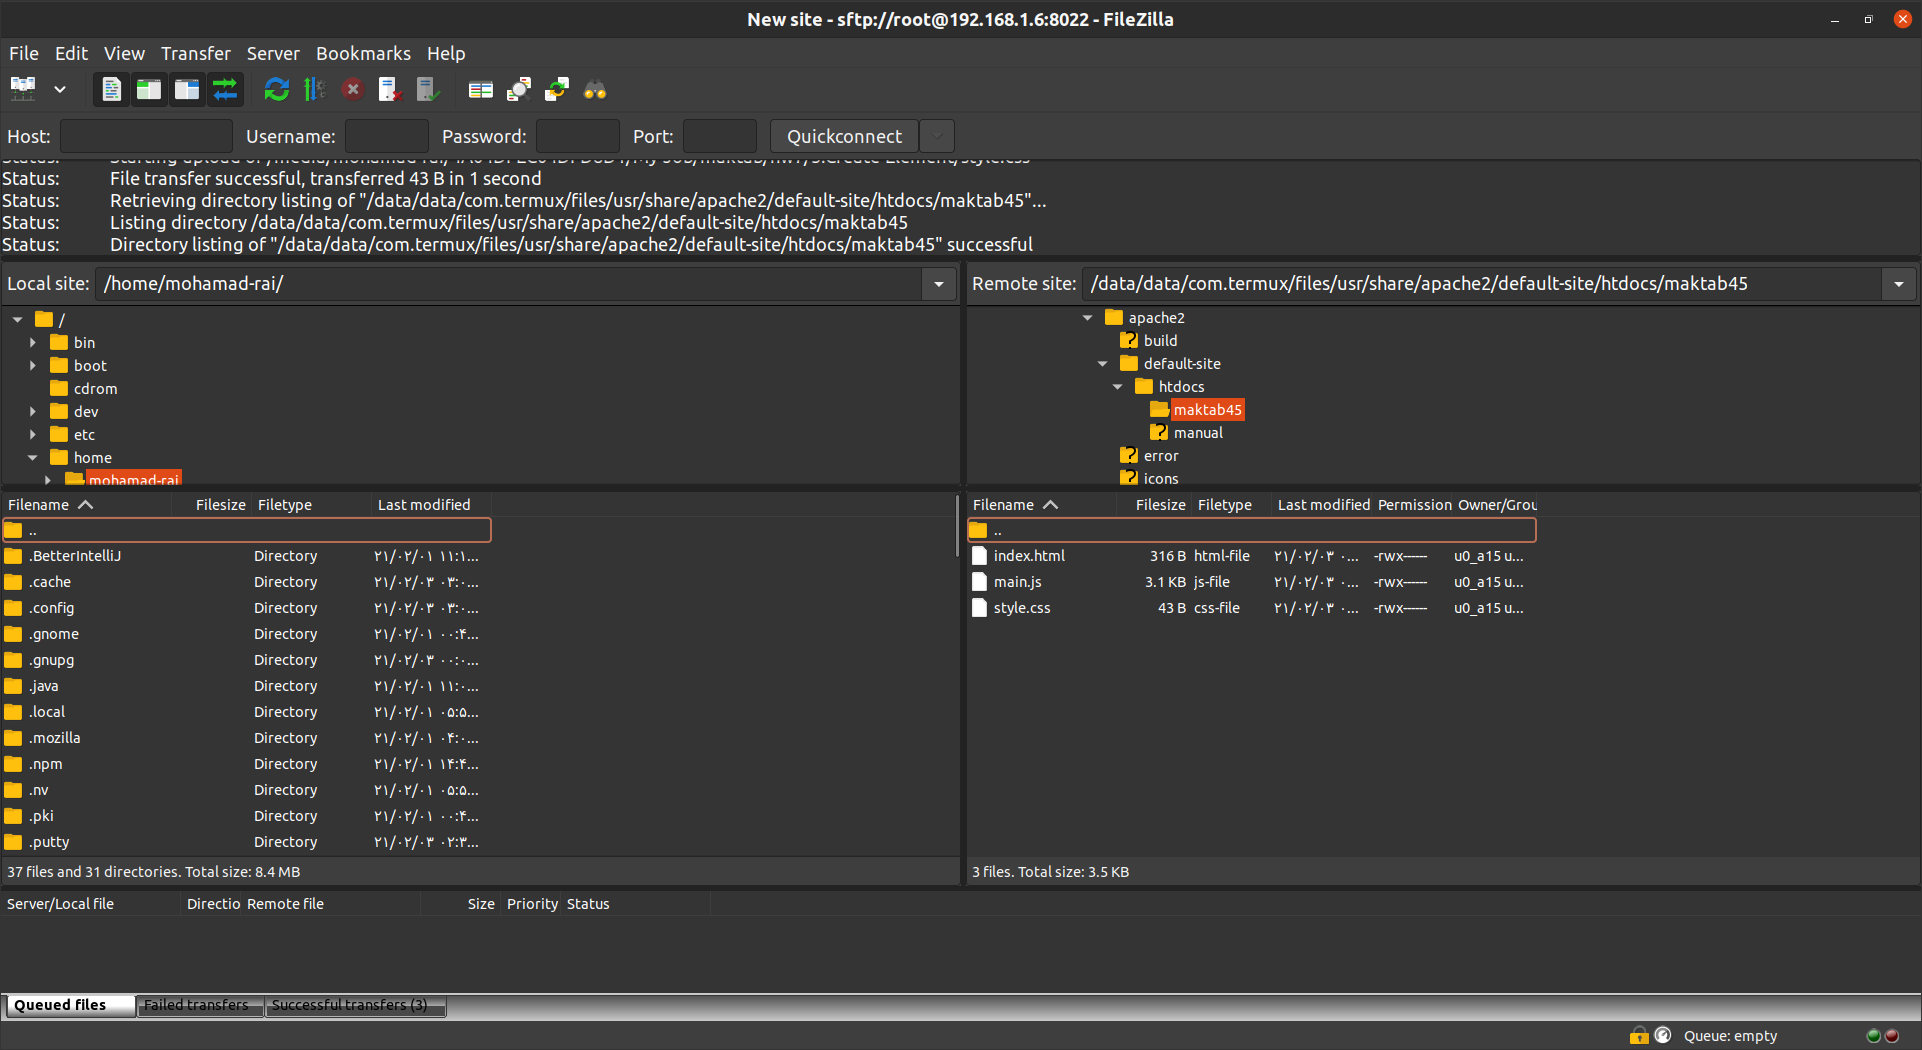 New site - sftp://root@192.168.1.6:8022 - FileZilla
File Edit View Transfer Server Bookmarks Help
Host: Username: Password: Port: Quickconnect
Status: Starting upload of
Status: File transfer successful, transferred 43 B in 1 second
Status: Retrieving directory listing of "/data/data/com.termux/files/usr/share/apache2/default-site/htdocs/maktab45"...
Status: Listing directory /data/data/com.termux/files/usr/share/apache2/default-site/htdocs/maktab45
Status: Directory listing of "/data/data/com.termux/files/usr/share/apache2/default-site/htdocs/maktab45" successful
Local site: /home/mohamad-rai/
/
bin
boot
cdrom
dev
etc
home
mohamad-rai
Filename Filesize Filetype Last modified
..
.BetterIntelliJ Directory ۲۱/۰۲/۰۱ ۱۱:۱...
.cache Directory ۲۱/۰۲/۰۳ ۰۳:۰...
.config Directory ۲۱/۰۲/۰۳ ۰۳:۰...
.gnome Directory ۲۱/۰۲/۰۱ ۰۰:۴...
.gnupg Directory ۲۱/۰۲/۰۳ ۰۰:۰...
.java Directory ۲۱/۰۲/۰۱ ۱۱:۰...
.local Directory ۲۱/۰۲/۰۱ ۰۵:۵...
.mozilla Directory ۲۱/۰۲/۰۱ ۰۴:۰...
.npm Directory ۲۱/۰۲/۰۱ ۱۴:۴...
.nv Directory ۲۱/۰۲/۰۱ ۰۵:۵...
.pki Directory ۲۱/۰۲/۰۱ ۰۰:۴...
.putty Directory ۲۱/۰۲/۰۳ ۰۲:۳...
37 files and 31 directories. Total size: 8.4 MB
Remote site: /data/data/com.termux/files/usr/share/apache2/default-site/htdocs/maktab45
apache2
build
default-site
htdocs
maktab45
manual
error
icons
Filename Filesize Filetype Last modified Permission Owner/Grou
..
index.html 316 B html-file ۲۱/۰۲/۰۳ ۰... -rwx------ u0_a15 u...
main.js 3.1 KB js-file ۲۱/۰۲/۰۳ ۰... -rwx------ u0_a15 u...
style.css 43 B css-file ۲۱/۰۲/۰۳ ۰... -rwx------ u0_a15 u...
3 files. Total size: 3.5 KB
Server/Local file Directio Remote file Size Priority Status
Queued files Failed transfers Successful transfers (3)
Queue: empty